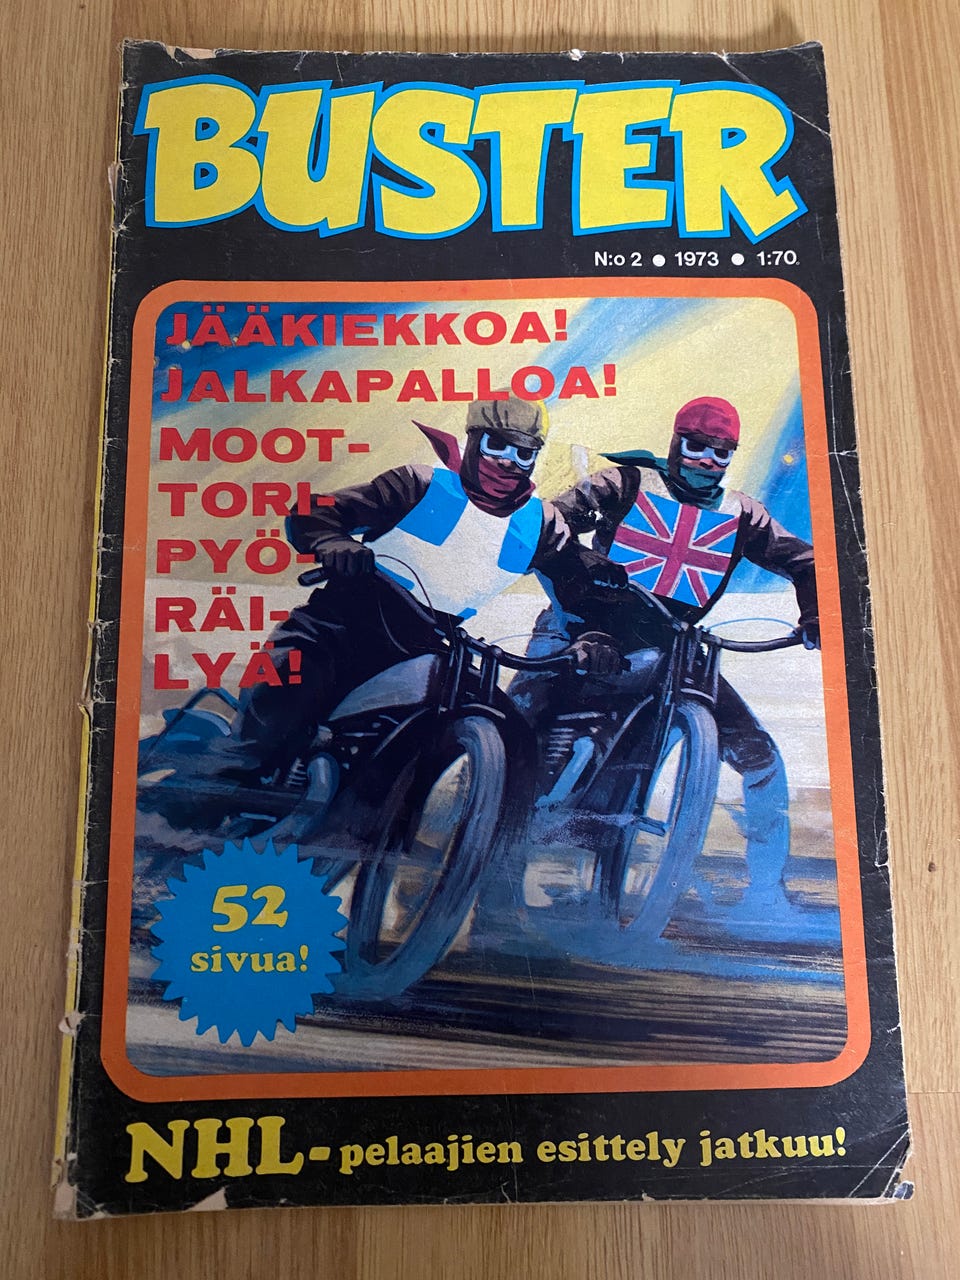 BUSTER
N:o 2 ● 1973 ● 1:70
JÄÄKIEKKOA!
JALKAPALLOA!
MOOT-
TORI-
PYÖ-
RÄI-
LYÄ!
52
sivua!
NHL-pelaajien esittely jatkuu!